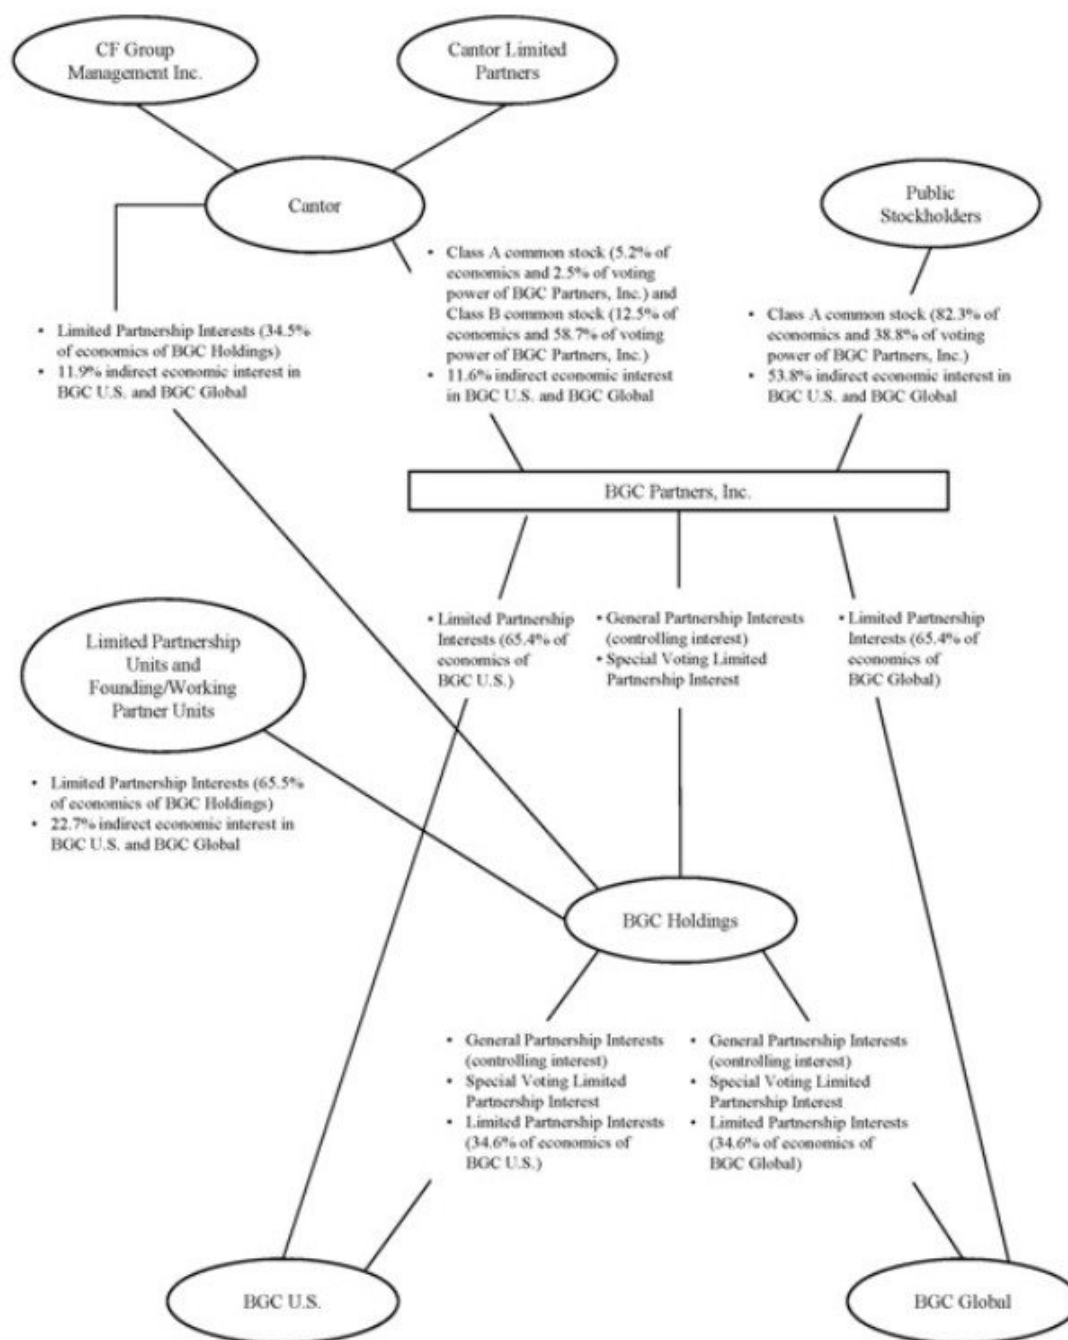 CF Group
Management Inc.
Cantor Limited
Partners
Cantor
Public
Stockholders
• Limited Partnership Interests (34.5%
of economics of BGC Holdings)
• 11.9% indirect economic interest in
BGC U.S. and BGC Global
• Class A common stock (5.2% of
economics and 2.5% of voting
power of BGC Partners, Inc.) and
Class B common stock (12.5% of
economics and 58.7% of voting
power of BGC Partners, Inc.)
• 11.6% indirect economic interest
in BGC U.S. and BGC Global
• Class A common stock (82.3% of
economics and 38.8% of voting
power of BGC Partners, Inc.)
• 53.8% indirect economic interest in
BGC U.S. and BGC Global
BGC Partners, Inc.
Limited Partnership
Units and
Founding/Working
Partner Units
• Limited Partnership Interests (65.5%
of economics of BGC Holdings)
• 22.7% indirect economic interest in
BGC U.S. and BGC Global
• Limited Partnership
Interests (65.4% of
economics of
BGC U.S.)
• General Partnership Interests
(controlling interest)
• Special Voting Limited
Partnership Interest
• Limited Partnership
Interests (65.4% of
economics of
BGC Global)
BGC Holdings
• General Partnership Interests
(controlling interest)
• Special Voting Limited
Partnership Interest
• Limited Partnership Interests
(34.6% of economics of
BGC U.S.)
• General Partnership Interests
(controlling interest)
• Special Voting Limited
Partnership Interest
• Limited Partnership Interests
(34.6% of economics of
BGC Global)
BGC U.S.
BGC Global